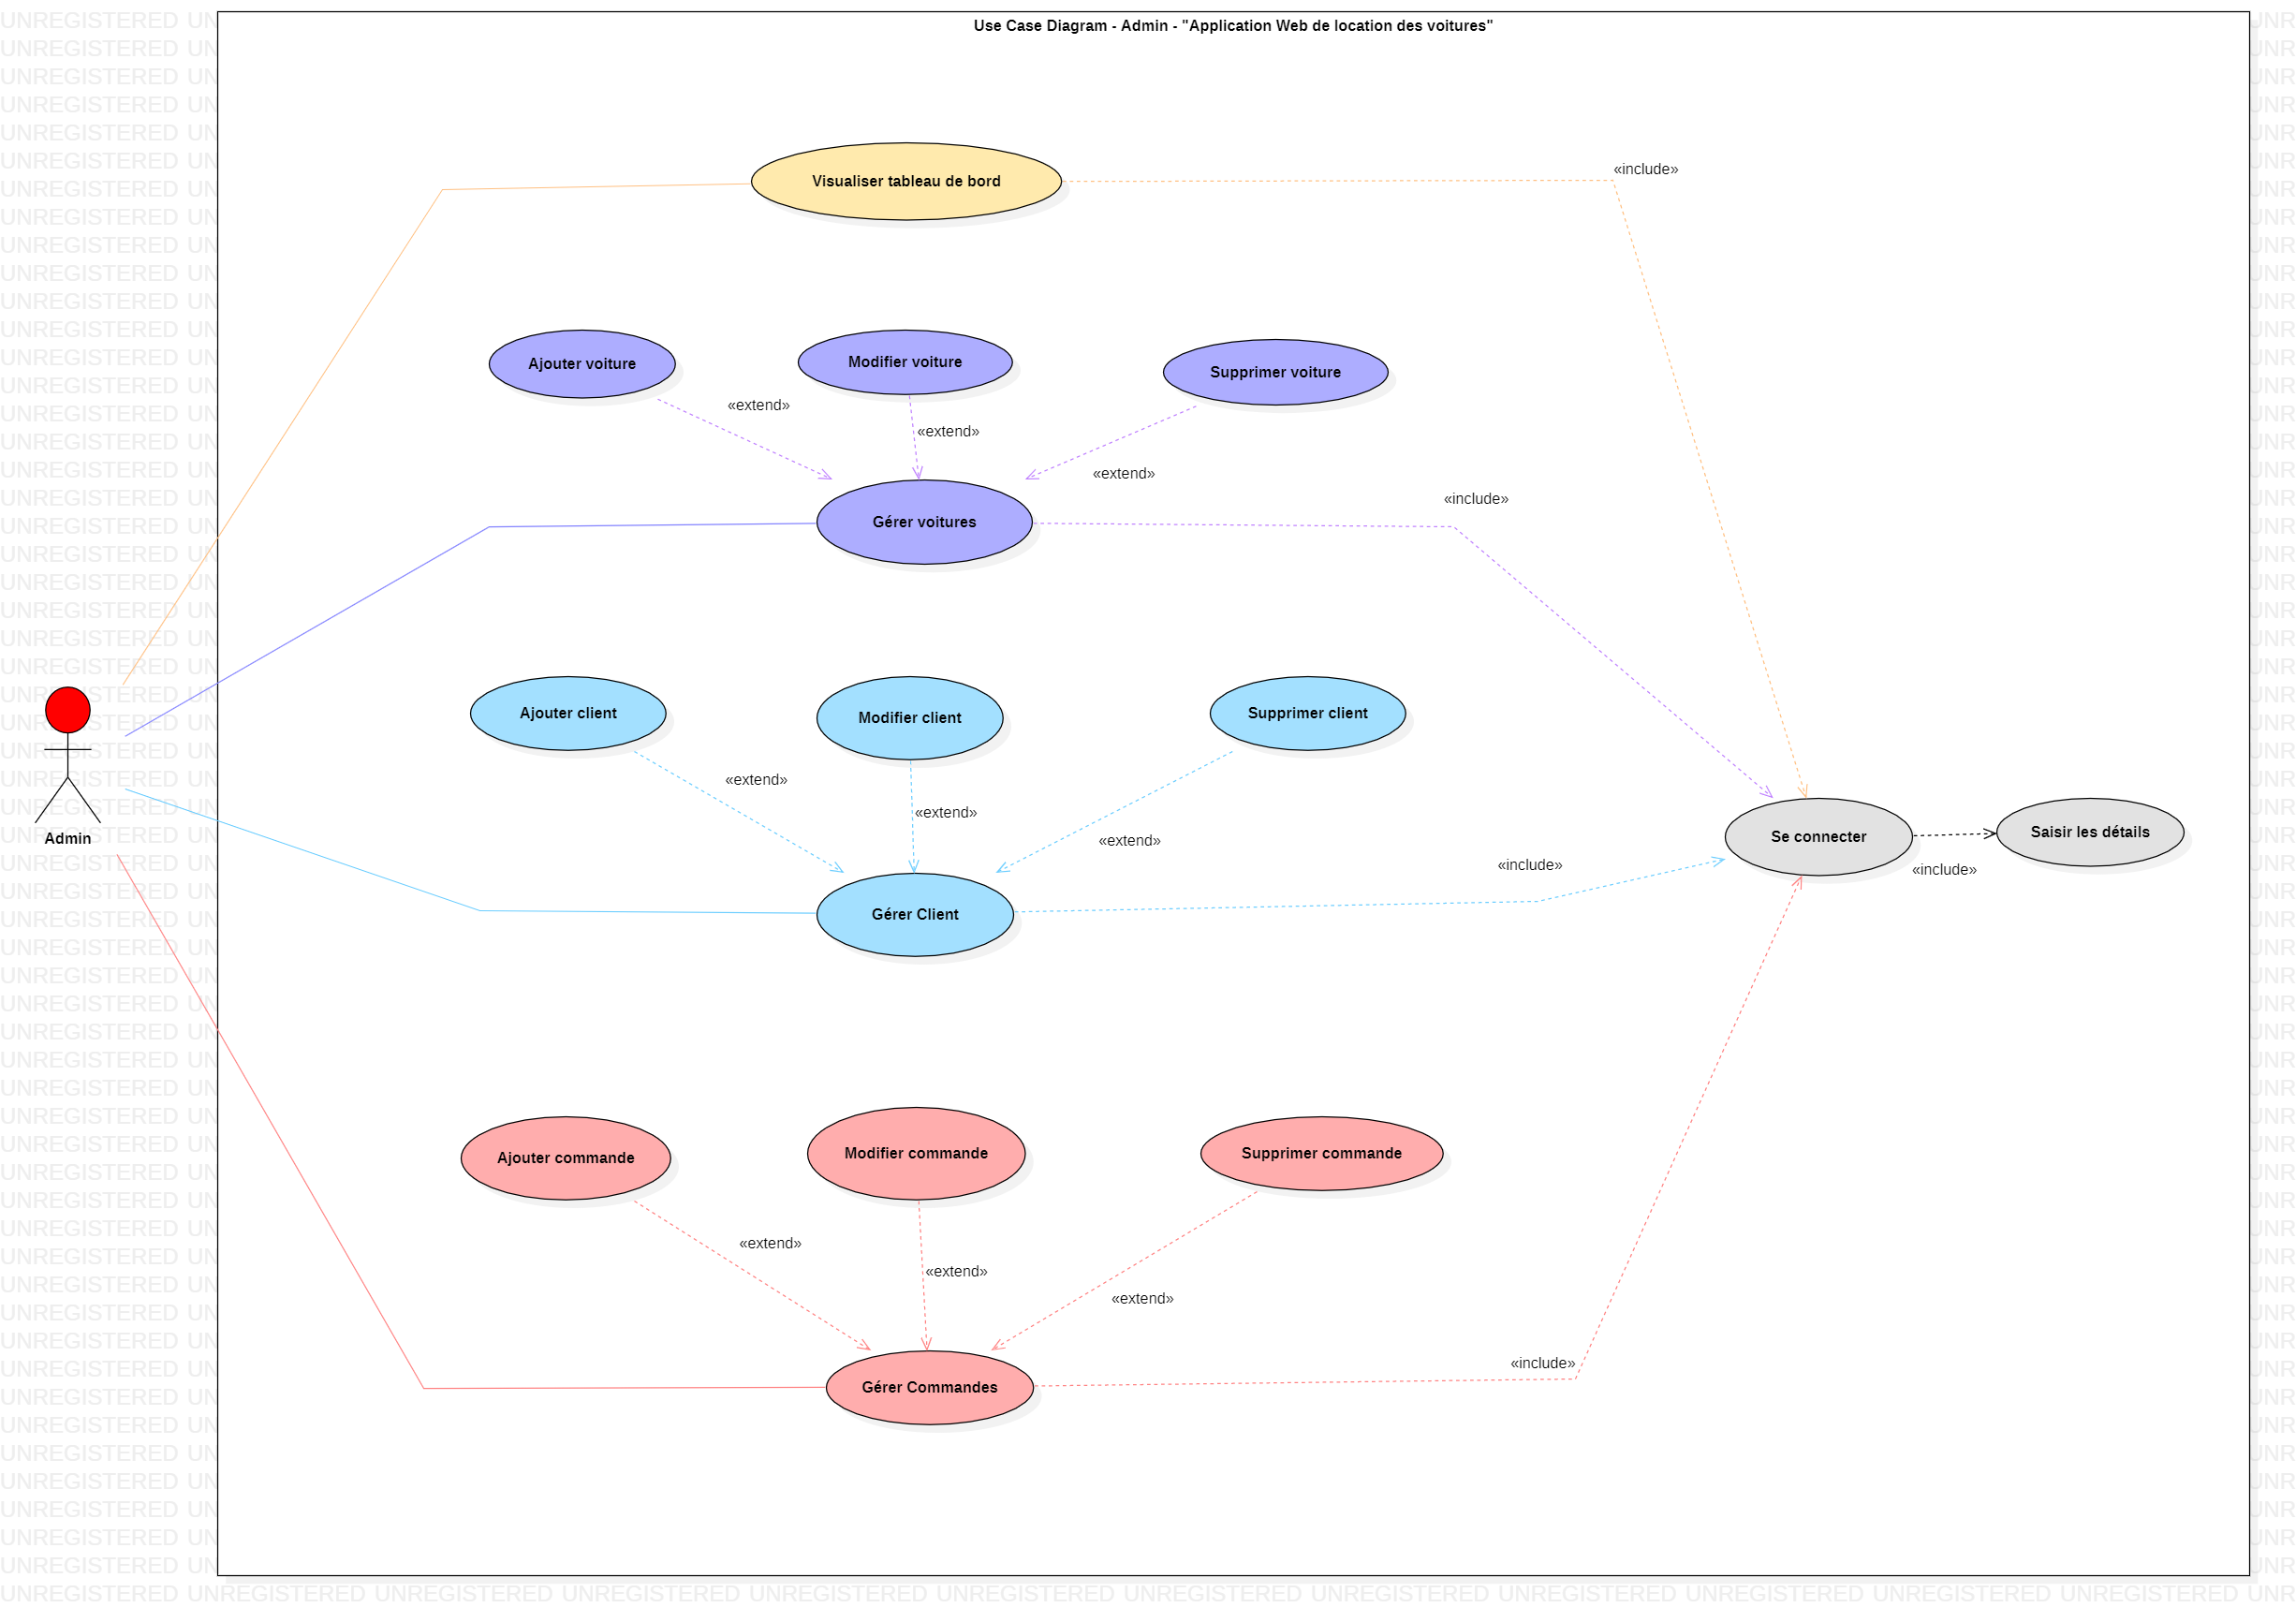 Use Case Diagram - Admin - "Application Web de location des voitures"
Visualiser tableau de bord
«include»
Ajouter voiture
Modifier voiture
Supprimer voiture
«extend»
«extend»
«extend»
Gérer voitures
«include»
Ajouter client
Modifier client
Supprimer client
«extend»
«extend»
«extend»
Admin
Se connecter
Saisir les détails
«include»
«include»
Gérer Client
Ajouter commande
Modifier commande
Supprimer commande
«extend»
«extend»
«extend»
«include»
Gérer Commandes
UNREGISTERED UNREGISTERED UNREGISTERED UNREGISTERED UNREGISTERED UNREGISTERED UNREGISTERED UNREGISTERED UNREGISTERED UNREGISTERED UNREGISTERED UNREGISTERED